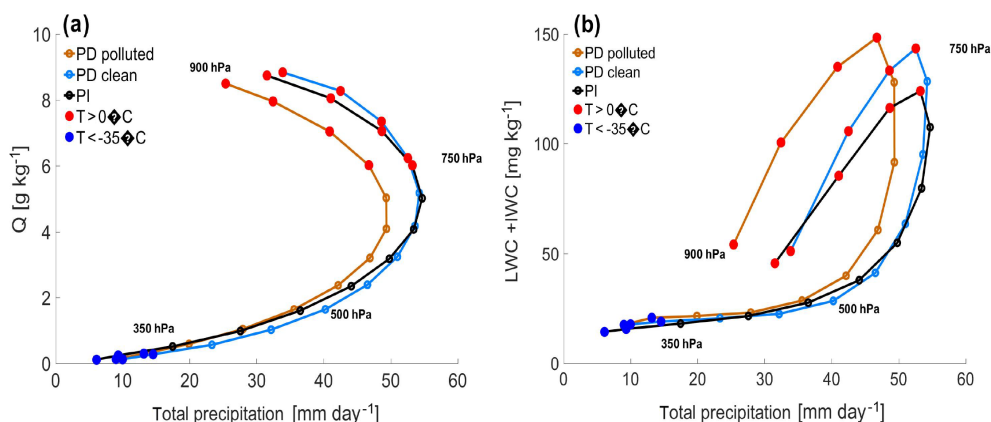 (a)
PD polluted
PD clean
PI
T>0�C
T<-35�C
900 hPa
750 hPa
500 hPa
350 hPa
Q [g kg-1]
10
8
6
4
2
0
0 10 20 30 40 50 60
Total precipitation [mm day-1]
(b)
PD polluted
PD clean
PI
T>0�C
T<-35�C
750 hPa
900 hPa
500 hPa
350 hPa
LWC +IWC [mg kg-1]
150
100
50
0
0 10 20 30 40 50 60
Total precipitation [mm day-1]